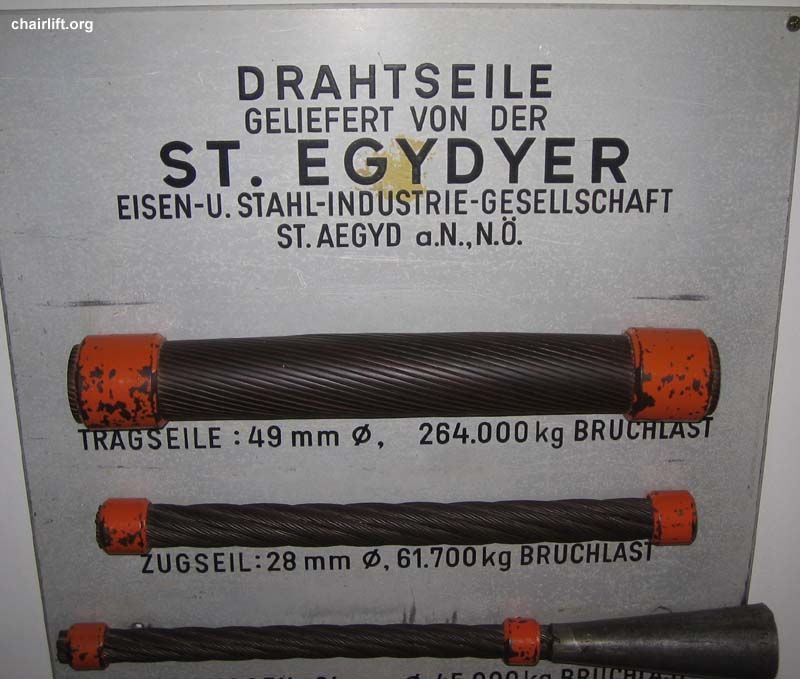 chairlift.org
DRAHTSEILE
GELIEFERT VON DER
ST. EGYDYER
EISEN-U. STAHL-INDUSTRIE-GESELLSCHAFT
ST. AEGYD a.N., N.Ö.
TRAGSEILE : 49 mm Ø, 264.000 kg BRUCHLAST
ZUGSEIL: 28 mm Ø, 61.700 kg BRUCHLAST
BRUCHLAST